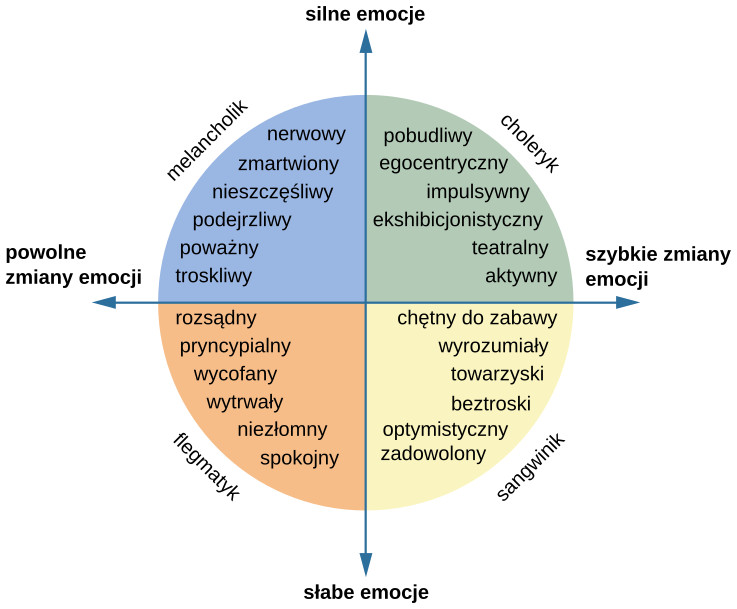 silne emocje
melancholik
nerwowy
zmartwiony
nieszczęśliwy
podejrzliwy
poważny
troskliwy
choleryk
pobudliwy
egocentryczny
impulsywny
ekshibicjonistyczny
teatralny
aktywny
powolne
zmiany emocji
szybkie zmiany
emocji
rozsądny
pryncypialny
wycofany
wytrwały
niezłomny
spokojny
flegmatyk
chętny do zabawy
wyrozumiały
towarzyski
beztroski
optymistyczny
zadowolony
sangwinik
słabe emocje